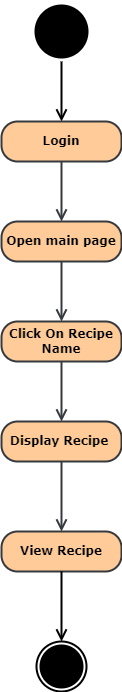 Login
Open main page
Click On Recipe
Name
Display Recipe
View Recipe